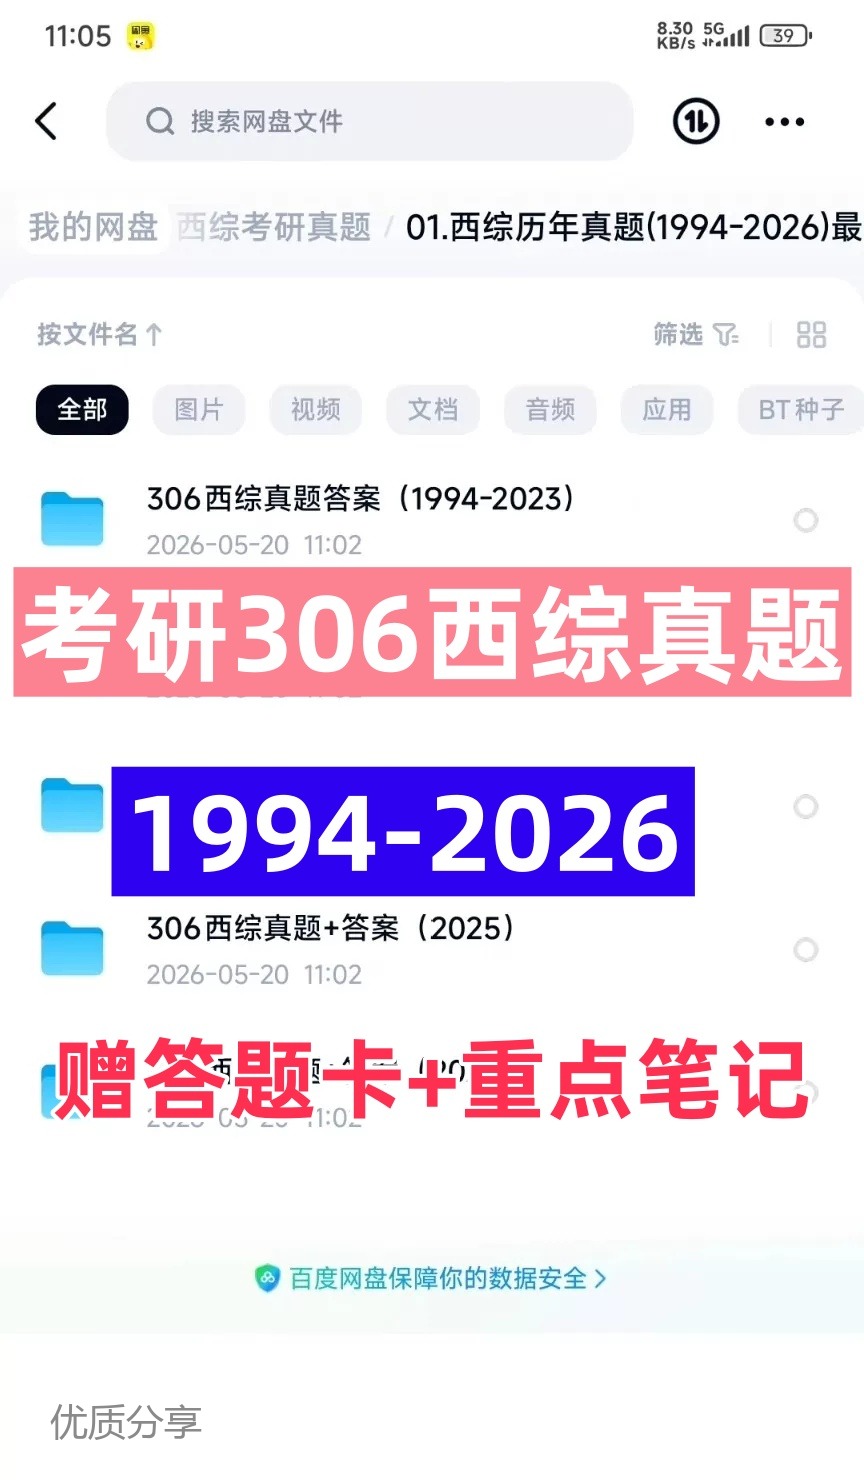 11:05
8.30 KB/s 5G 39
搜索网盘文件
我的网盘 西综考研真题 / 01.西综历年真题(1994-2026)最
按文件名↑ 筛选
全部 图片 视频 文档 音频 应用 BT种子
306西综真题答案（1994-2023）
2026-05-20 11:02
考研306西综真题
1994-2026
306西综真题+答案（2025）
2026-05-20 11:02
赠答题卡+重点笔记
百度网盘保障你的数据安全
优质分享